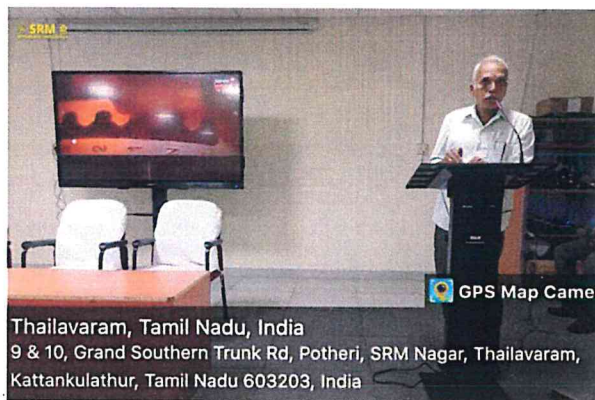 SRM
GPS Map Came
Thailavaram, Tamil Nadu, India
9 & 10, Grand Southern Trunk Rd, Potheri, SRM Nagar, Thailavaram,
Kattankulathur, Tamil Nadu 603203, India